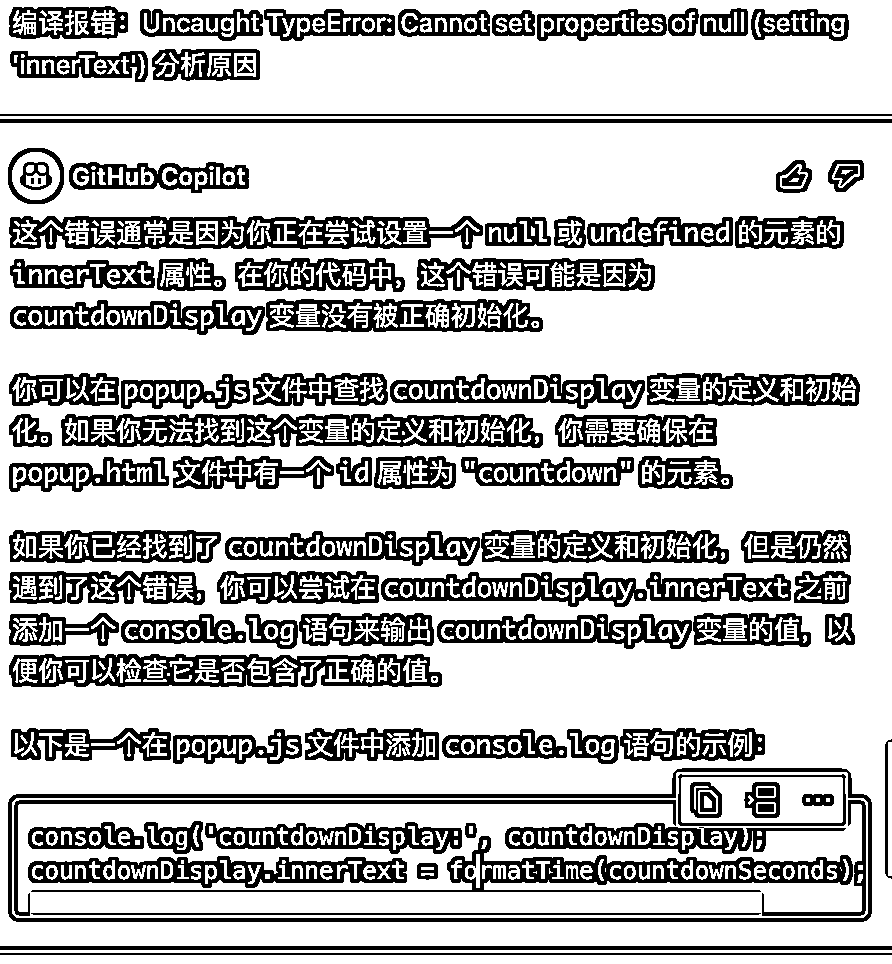 编译报错：Uncaught TypeError: Cannot set properties of null (setting
'innerText') 分析原因
GitHub Copilot
这个错误通常是因为你正在尝试设置一个 null 或 undefined 的元素的
innerText 属性。在你的代码中，这个错误可能是因为
countdownDisplay 变量没有被正确初始化。
你可以在 popup.js 文件中查找 countdownDisplay 变量的定义和初始
化。如果你无法找到这个变量的定义和初始化，你需要确保在
popup.html 文件中有一个 id 属性为 "countdown" 的元素。
如果你已经找到了 countdownDisplay 变量的定义和初始化，但是仍然
遇到了这个错误，你可以尝试在 countdownDisplay.innerText 之前
添加一个 console.log 语句来输出 countdownDisplay 变量的值，以
便你可以检查它是否包含了正确的值。
以下是一个在 popup.js 文件中添加 console.log 语句的示例：
console.log('countdownDisplay:', countdownDisplay);
countdownDisplay.innerText = formatTime(countdownSeconds);